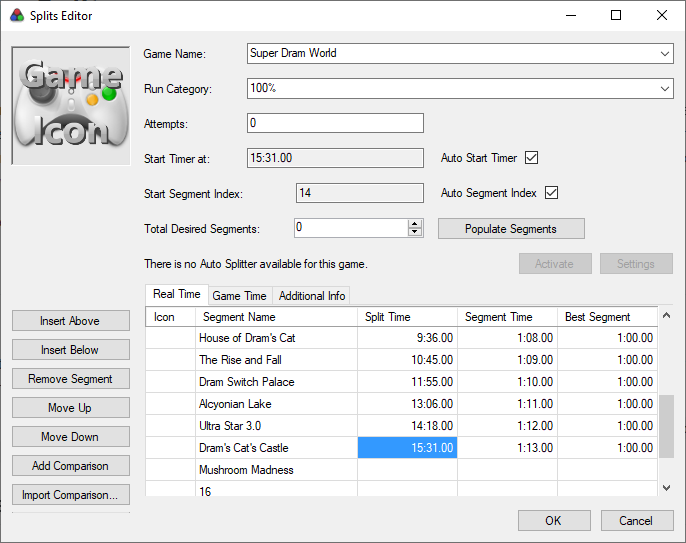 Splits Editor
Game Icon
Game Name: Super Dram World
Run Category: 100%
Attempts: 0
Start Timer at: 15:31.00 Auto Start Timer
Start Segment Index: 14 Auto Segment Index
Total Desired Segments: 0 Populate Segments
There is no Auto Splitter available for this game. Activate Settings
Real Time Game Time Additional Info
Insert Above
Insert Below
Remove Segment
Move Up
Move Down
Add Comparison
Import Comparison...
Icon Segment Name Split Time Segment Time Best Segment
House of Dram's Cat 9:36.00 1:08.00 1:00.00
The Rise and Fall 10:45.00 1:09.00 1:00.00
Dram Switch Palace 11:55.00 1:10.00 1:00.00
Alcyonian Lake 13:06.00 1:11.00 1:00.00
Ultra Star 3.0 14:18.00 1:12.00 1:00.00
Dram's Cat's Castle 15:31.00 1:13.00 1:00.00
Mushroom Madness
16
OK Cancel